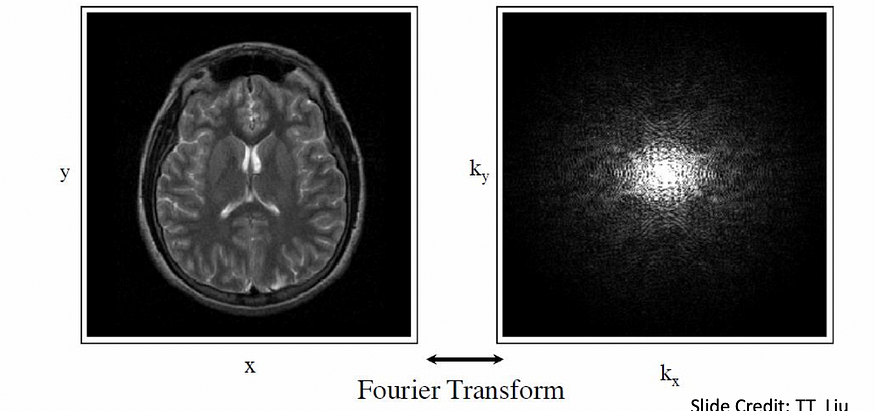 y
k_y
x
k_x
Fourier Transform
Slide Credit: TT. Liu